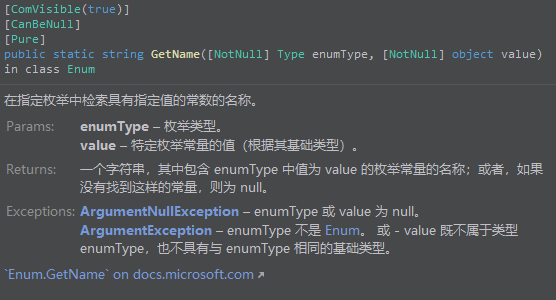 [ComVisible(true)]
[CanBeNull]
[Pure]
public static string GetName([NotNull] Type enumType, [NotNull] object value)
in class Enum
在指定枚举中检索具有指定值的常数的名称。
Params: enumType – 枚举类型。
value – 特定枚举常量的值（根据其基础类型）。
Returns: 一个字符串，其中包含 enumType 中值为 value 的枚举常量的名称；或者，如果
没有找到这样的常量，则为 null。
Exceptions: ArgumentNullException – enumType 或 value 为 null。
ArgumentException – enumType 不是 Enum。 或 - value 既不属于类型
enumType，也不具有与 enumType 相同的基础类型。
`Enum.GetName` on docs.microsoft.com